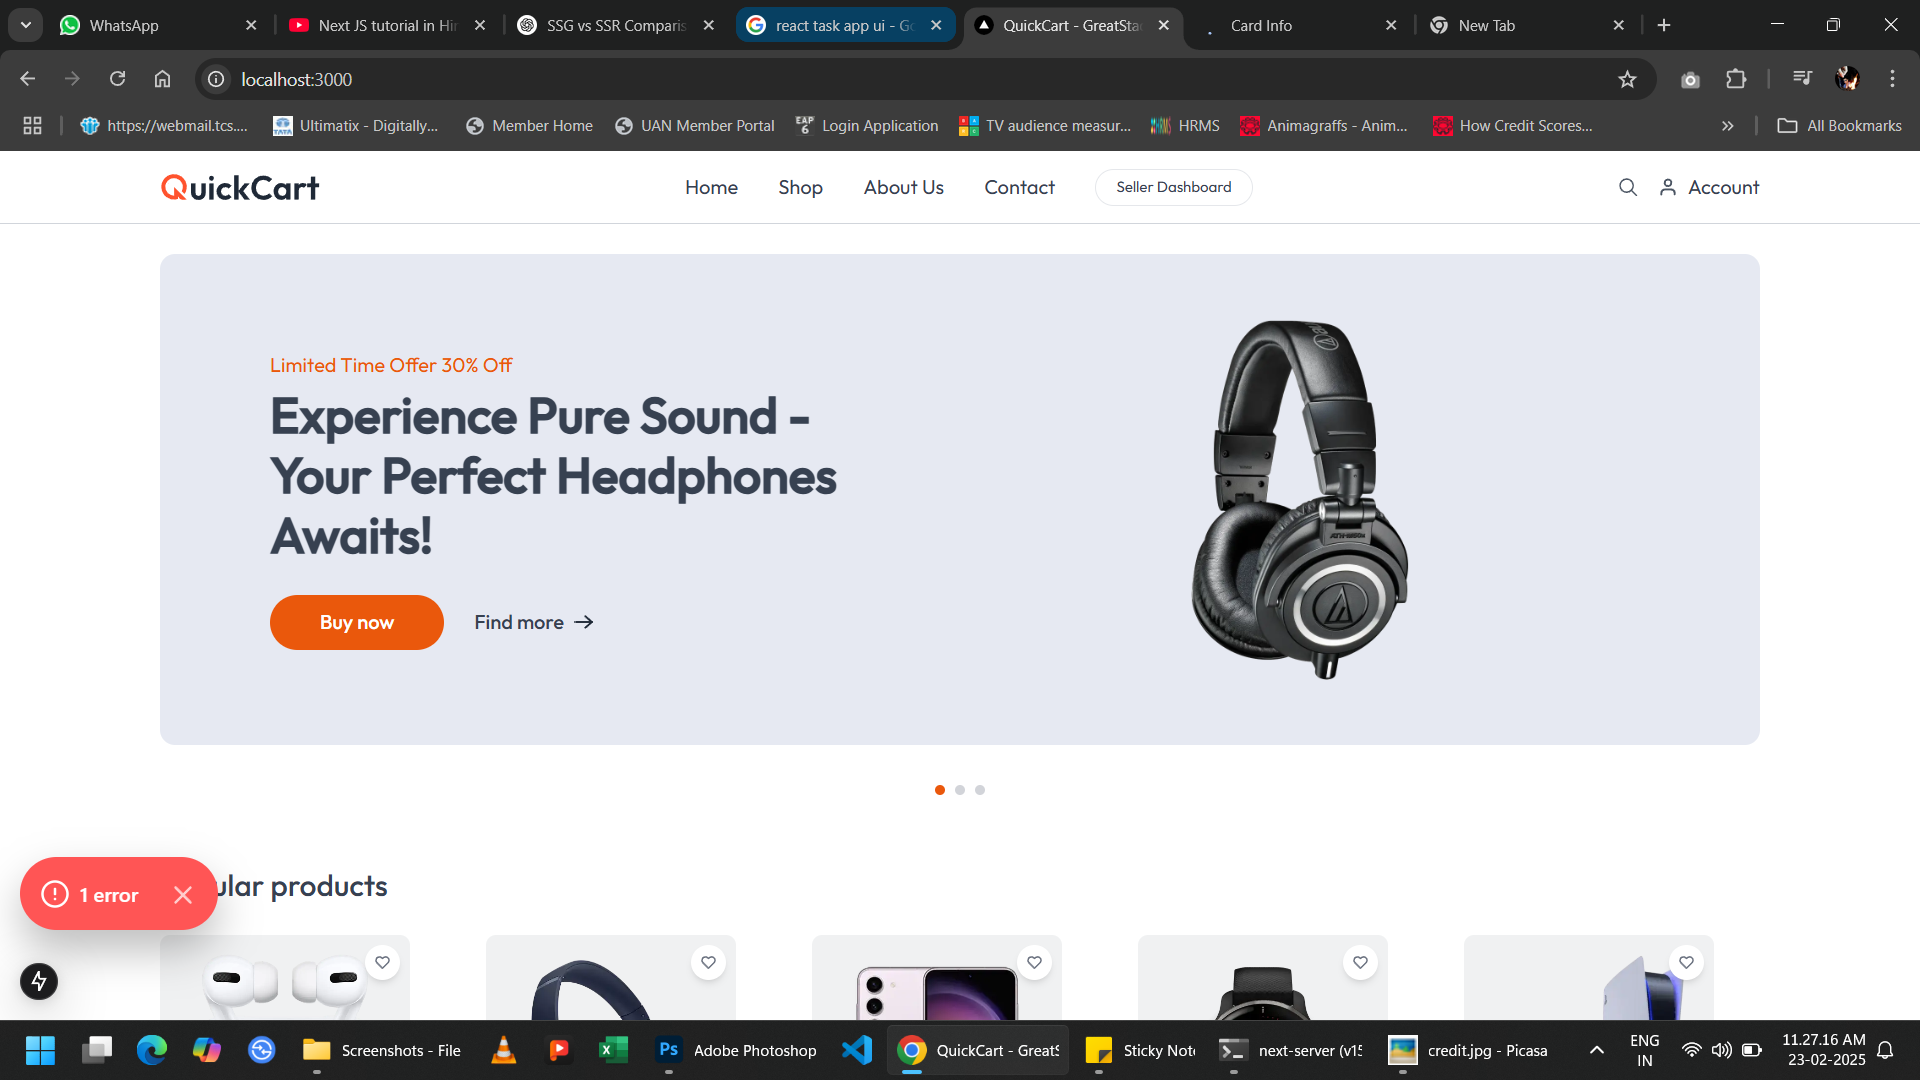 WhatsApp
Next JS tutorial in Hin
SSG vs SSR Comparis
react task app ui - Go
QuickCart - GreatStac
Card Info
New Tab
localhost:3000
https://webmail.tcs....
Ultimatix - Digitally...
Member Home
UAN Member Portal
EAP 6
Login Application
TV audience measur...
HRMS
Animagraffs - Anim...
How Credit Scores...
All Bookmarks
QuickCart
Home
Shop
About Us
Contact
Seller Dashboard
Account
Limited Time Offer 30% Off
Experience Pure Sound -
Your Perfect Headphones
Awaits!
Buy now
Find more
1 error
ular products
Screenshots - File
Ps
Adobe Photoshop
QuickCart - GreatS
Sticky Note
next-server (v15
credit.jpg - Picasa
ENG
IN
11.27.16 AM
23-02-2025